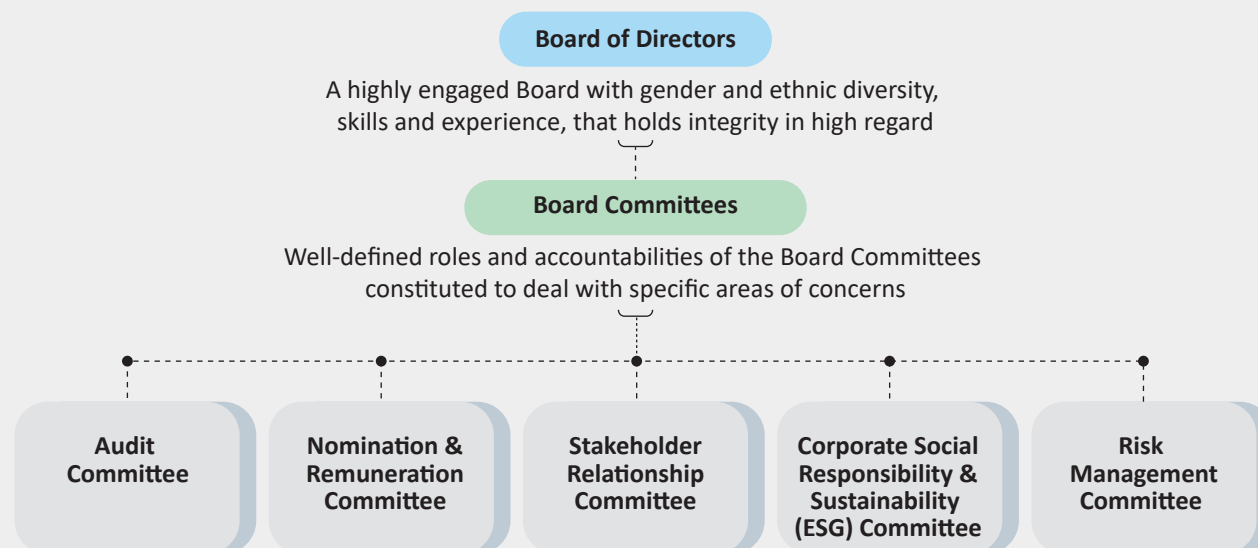 Board of Directors
A highly engaged Board with gender and ethnic diversity,
skills and experience, that holds integrity in high regard
Board Committees
Well-defined roles and accountabilities of the Board Committees
constituted to deal with specific areas of concerns
Audit
Committee
Nomination &
Remuneration
Committee
Stakeholder
Relationship
Committee
Corporate Social
Responsibility &
Sustainability
(ESG) Committee
Risk
Management
Committee